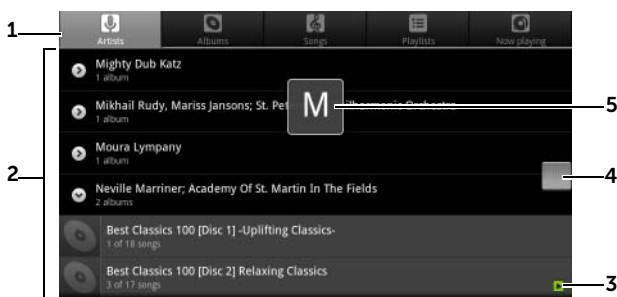 1
Artists
Albums
Songs
Playlists
Now playing
2
Mighty Dub Katz
1 album
Mikhail Rudy, Mariss Jansons; St. Pet
M
5
1 album
Moura Lympany
1 album
4
Neville Marriner; Academy Of St. Martin In The Fields
2 albums
Best Classics 100 [Disc 1] -Uplifting Classics-
1 of 18 songs
Best Classics 100 [Disc 2] Relaxing Classics
3 of 17 songs
3